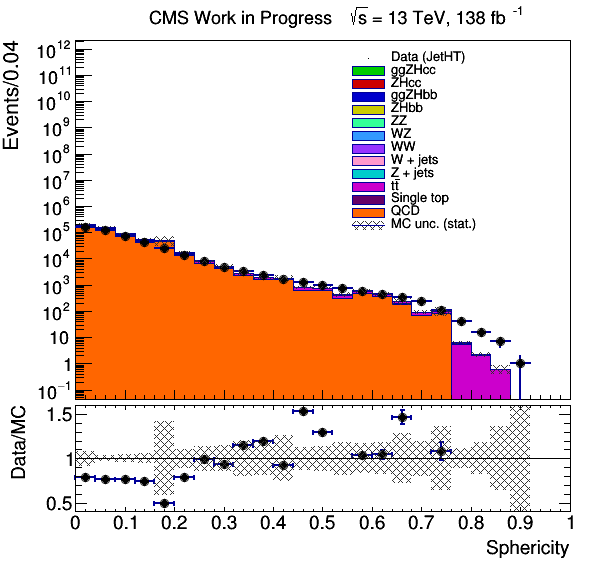 CMS Work in Progress √s = 13 TeV, 138 fb⁻¹
Events/0.04
10¹²
10¹¹
10¹⁰
10⁹
10⁸
10⁷
10⁶
10⁵
10⁴
10³
10²
10
1
10⁻¹
Data (JetHT)
ggZHcc
ZHcc
ggZHbb
ZHbb
ZZ
WZ
WW
W + jets
Z + jets
tt̄
Single top
QCD
MC unc. (stat.)
Data/MC
1.5
1
0.5
0 0.1 0.2 0.3 0.4 0.5 0.6 0.7 0.8 0.9 1
Sphericity